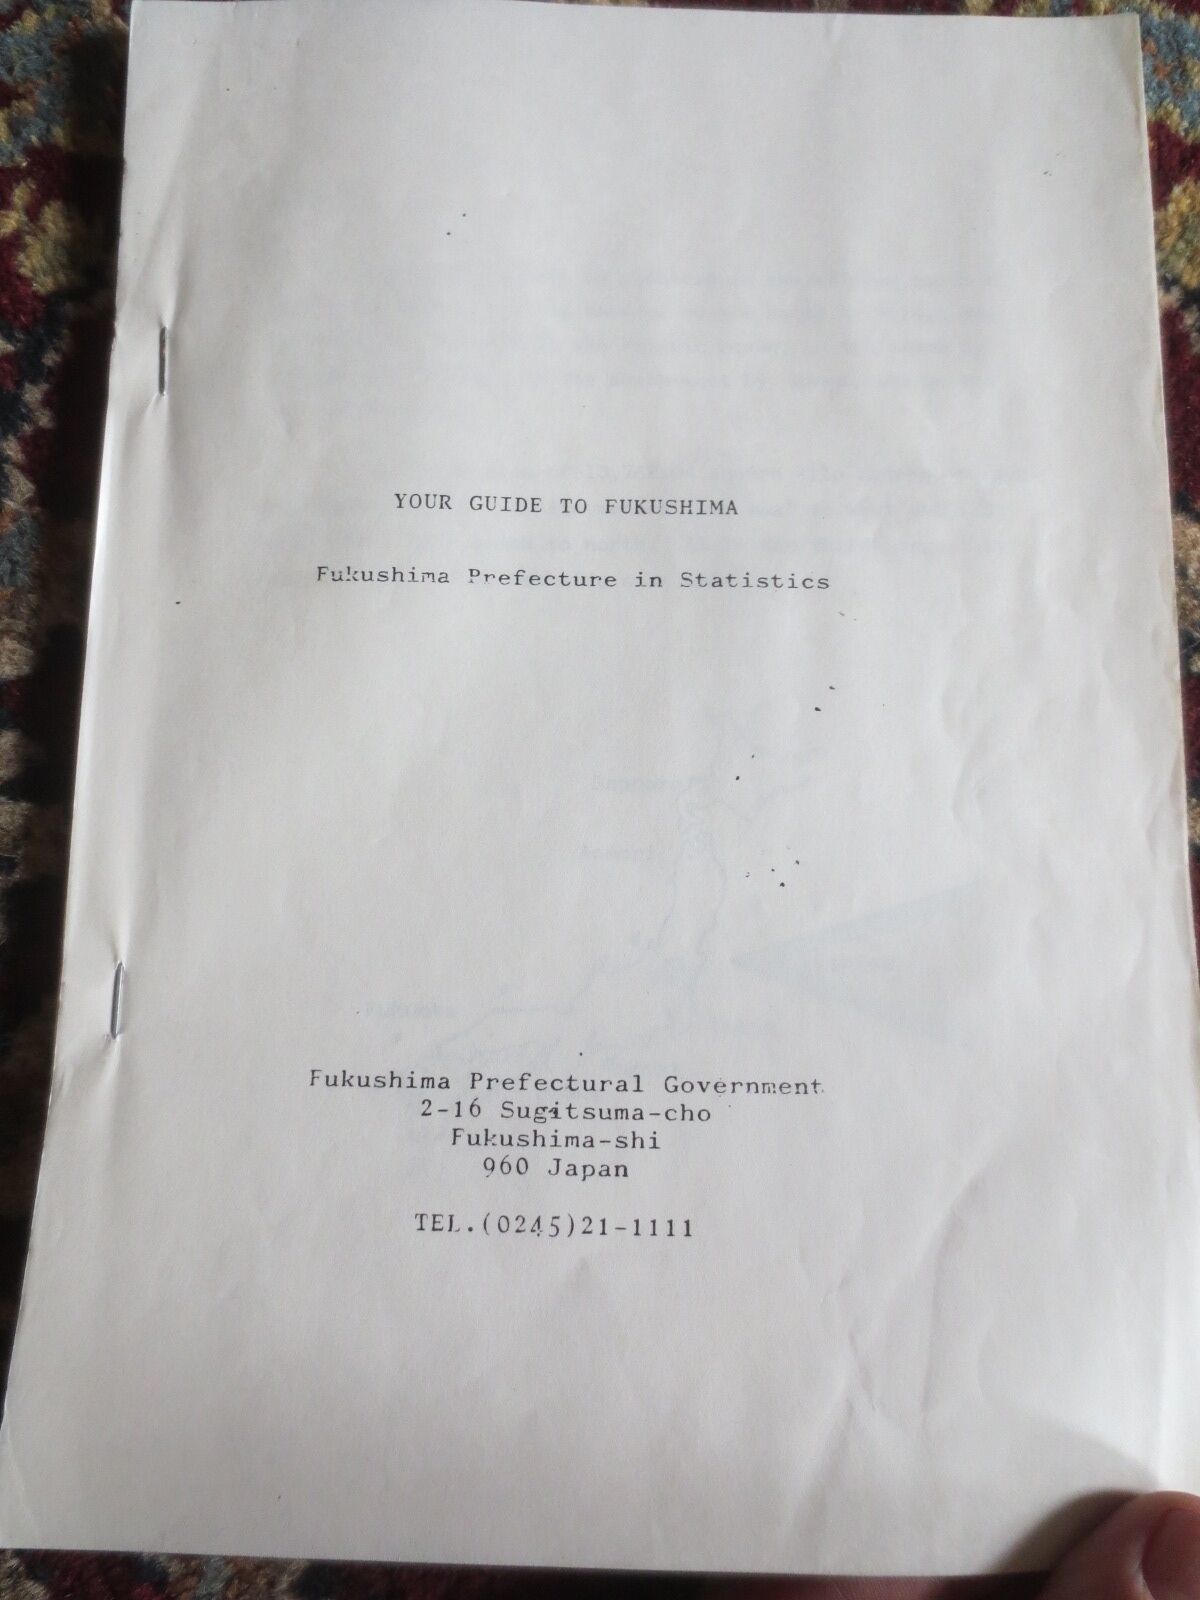 YOUR GUIDE TO FUKUSHIMA
Fukushima Prefecture in Statistics
Fukushima Prefectural Government
2-16 Sugitsuma-cho
Fukushima-shi
960 Japan
TEL.(0245)21-1111